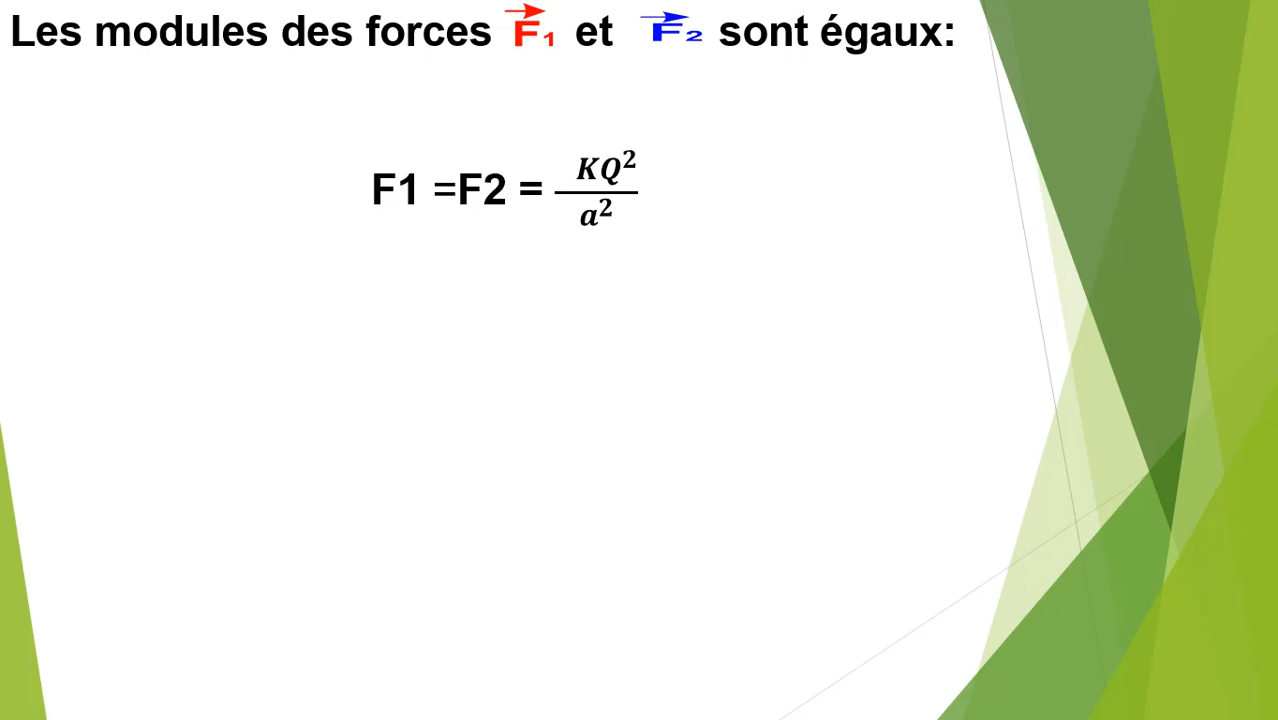 Les modules des forces F₁ et F₂ sont égaux:
F1 =F2 = KQ²/a²